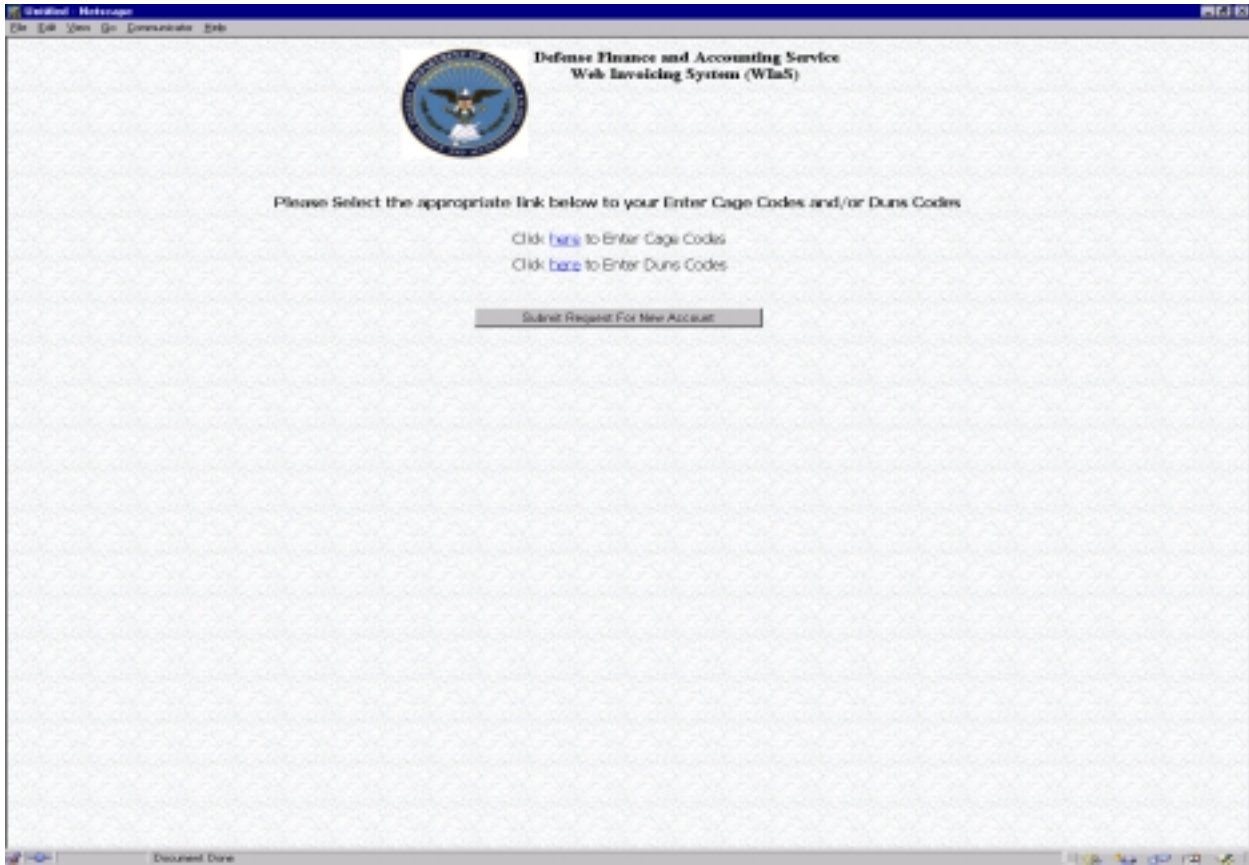 Untitled - Netscape
File Edit View Go Communicator Help
Defense Finance and Accounting Service
Web Invoicing System (WInS)
Please Select the appropriate link below to your Enter Cage Codes and/or Duns Codes
Click here to Enter Cage Codes
Click here to Enter Duns Codes
Submit Request For New Account
Document Done